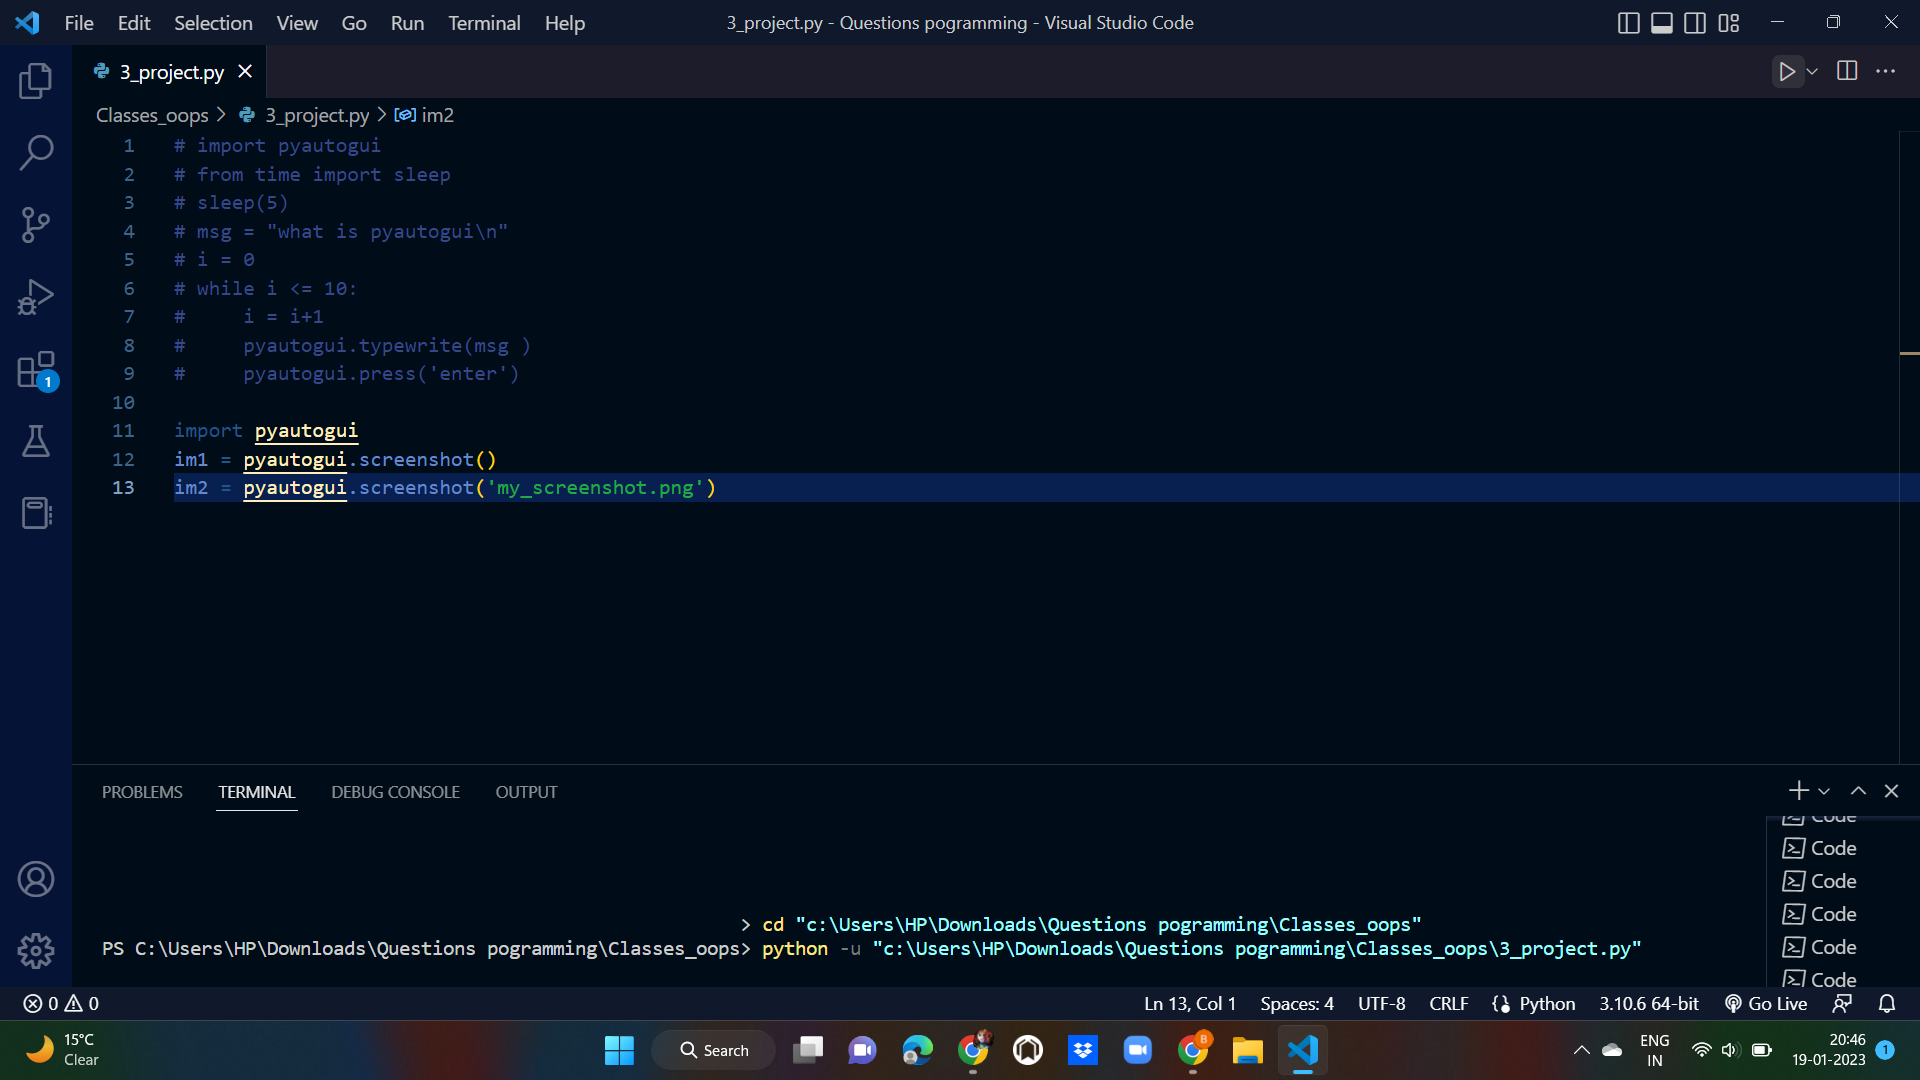 File Edit Selection View Go Run Terminal Help 3_project.py - Questions pogramming - Visual Studio Code
3_project.py
Classes_oops > 3_project.py > im2
1 # import pyautogui
2 # from time import sleep
3 # sleep(5)
4 # msg = "what is pyautogui\n"
5 # i = 0
6 # while i <= 10:
7 #     i = i+1
8 #     pyautogui.typewrite(msg )
9 #     pyautogui.press('enter')
10
11 import pyautogui
12 im1 = pyautogui.screenshot()
13 im2 = pyautogui.screenshot('my_screenshot.png')
1
PROBLEMS TERMINAL DEBUG CONSOLE OUTPUT
Code
Code
Code
Code
Code
Code
> cd "c:\Users\HP\Downloads\Questions pogramming\Classes_oops"
PS C:\Users\HP\Downloads\Questions pogramming\Classes_oops> python -u "c:\Users\HP\Downloads\Questions pogramming\Classes_oops\3_project.py"
0 0 Ln 13, Col 1 Spaces: 4 UTF-8 CRLF Python 3.10.6 64-bit Go Live
15°C
Clear
Search
B
ENG
IN
20:46
19-01-2023
1